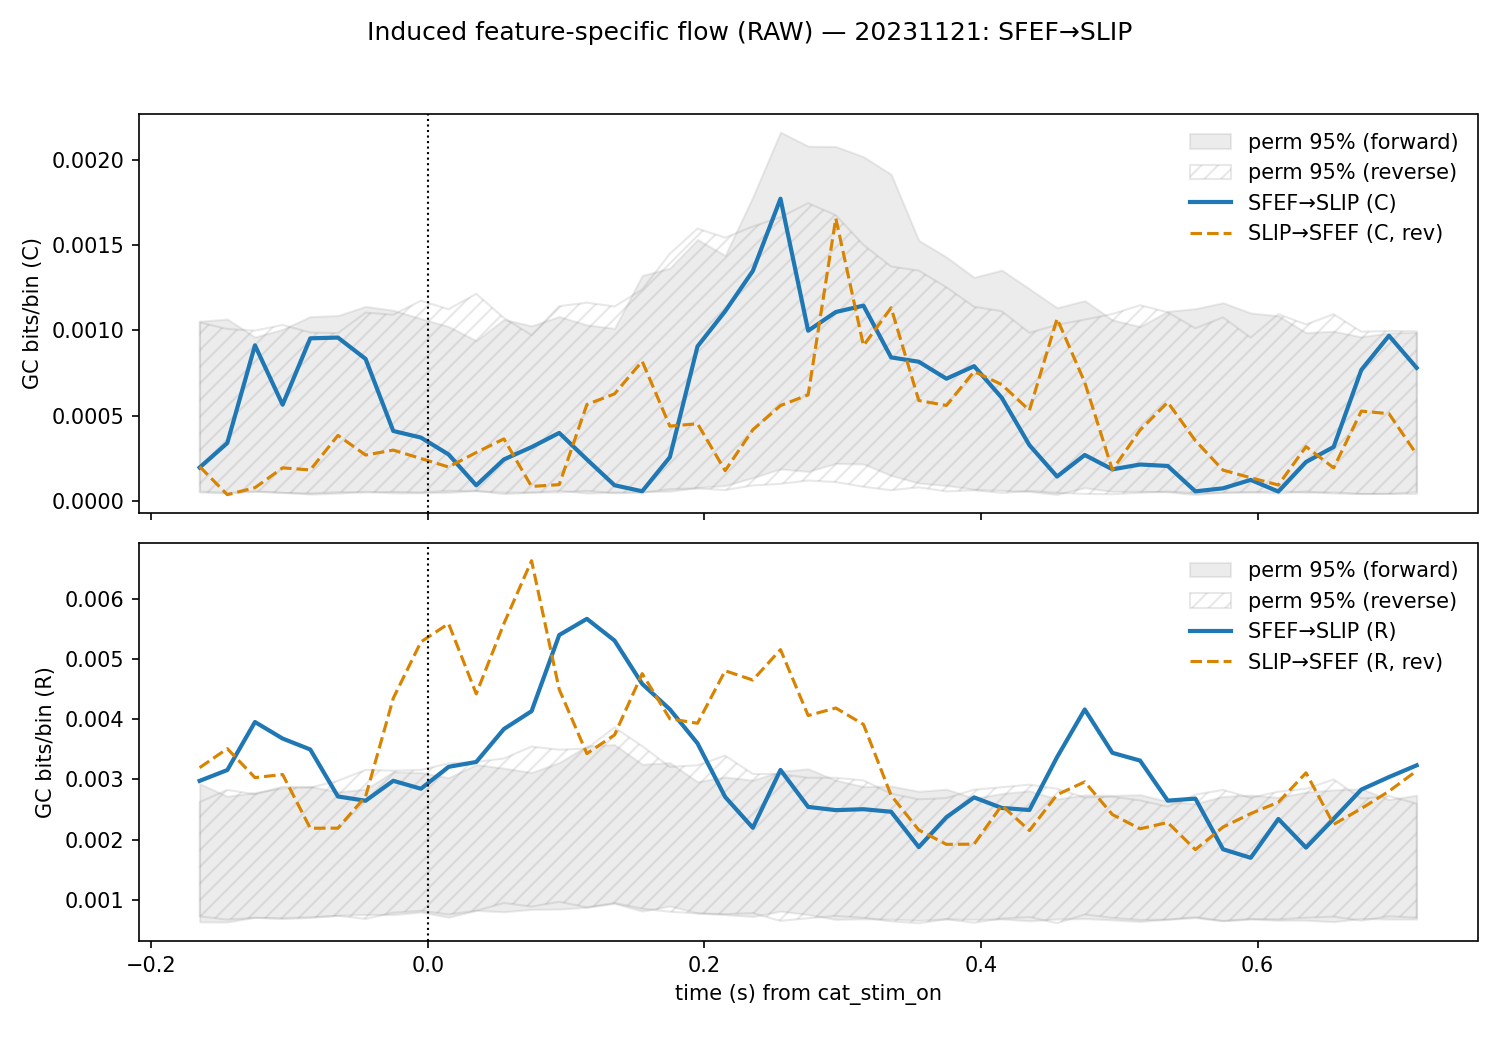 Induced feature-specific flow (RAW) — 20231121: SFEF→SLIP
GC bits/bin (C)
0.0020
0.0015
0.0010
0.0005
0.0000
perm 95% (forward)
perm 95% (reverse)
SFEF→SLIP (C)
SLIP→SFEF (C, rev)
GC bits/bin (R)
0.006
0.005
0.004
0.003
0.002
0.001
perm 95% (forward)
perm 95% (reverse)
SFEF→SLIP (R)
SLIP→SFEF (R, rev)
−0.2 0.0 0.2 0.4 0.6
time (s) from cat_stim_on